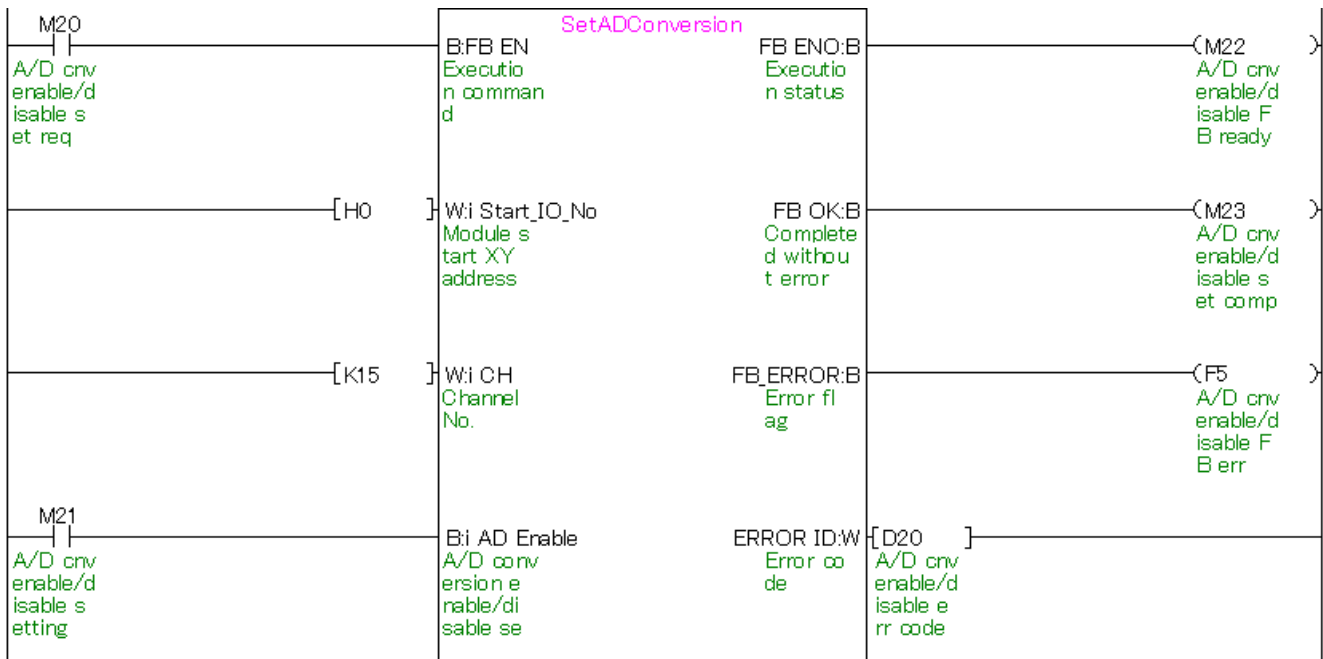 M20
SetADConversion
B:FB EN
FB ENO:B
(M22 )
A/D cnv
enable/d
isable s
et req
Executio
n comman
d
Executio
n status
A/D cnv
enable/d
isable F
B ready
[H0 ]
W:i Start_IO_No
FB OK:B
(M23 )
Module s
tart XY
address
Complete
d withou
t error
A/D cnv
enable/d
isable s
et comp
[K15 ]
W:i CH
FB_ERROR:B
(F5 )
Channel
No.
Error fl
ag
A/D cnv
enable/d
isable F
B err
M21
B:i AD Enable
ERROR ID:W
[D20 ]
A/D cnv
enable/d
isable s
etting
A/D conv
ersion e
nable/di
sable se
Error co
de
A/D cnv
enable/d
isable e
rr code